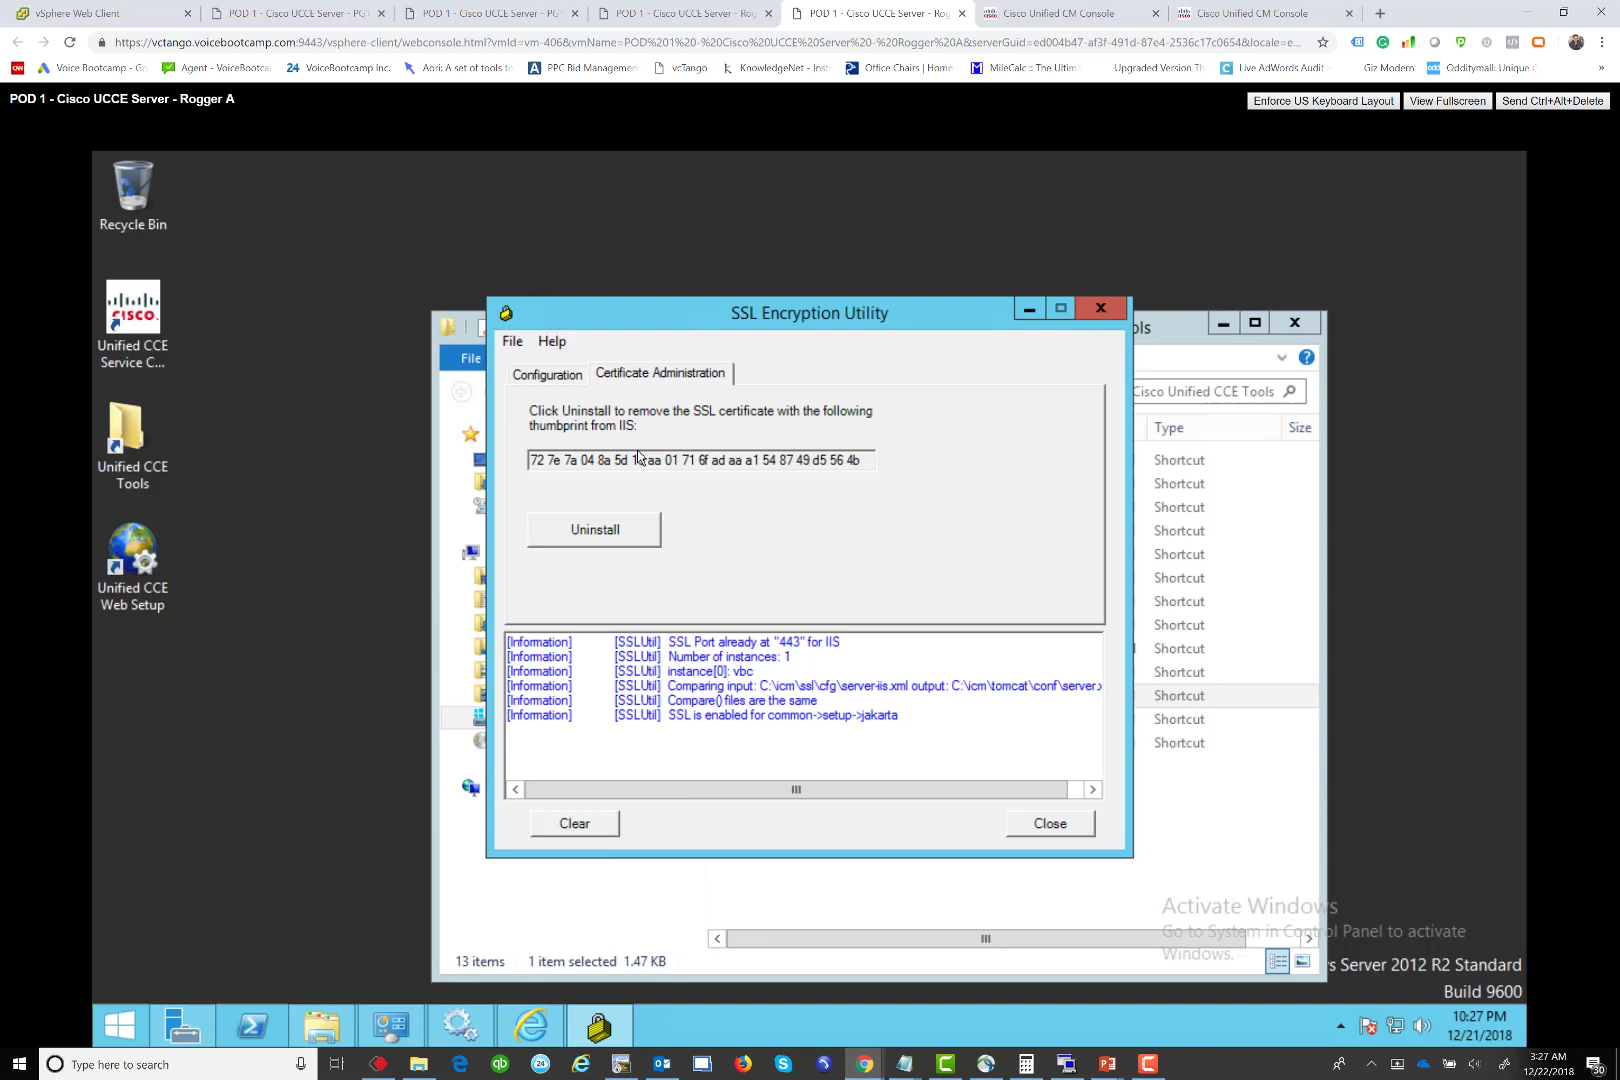 vSphere Web Client
POD 1 - Cisco UCCE Server - PG1
POD 1 - Cisco UCCE Server - PG1
POD 1 - Cisco UCCE Server - Rog
POD 1 - Cisco UCCE Server - Rog
Cisco Unified CM Console
Cisco Unified CM Console
https://vctango.voicebootcamp.com:9443/vsphere-client/webconsole.html?vmId=vm-406&vmName=POD%201%20-%20Cisco%20UCCE%20Server%20-%20Rogger%20A&serverGuid=ed004b47-af3f-491d-87e4-2536c17c0654&locale=e...
Voice Bootcamp - Go
Agent - VoiceBootca
24 VoiceBootcamp Inc.
Aori: A set of tools to
PPC Bid Managemen
vcTango
KnowledgeNet - Inst
Office Chairs | Home
MileCalc :: The Ultima
Upgraded Version Th
Live AdWords Audit -
Giz Modern
Odditymall: Unique G
POD 1 - Cisco UCCE Server - Rogger A
Enforce US Keyboard Layout
View Fullscreen
Send Ctrl+Alt+Delete
Recycle Bin
CISCO.
Unified CCE
Service C...
Unified CCE
Tools
Unified CCE
Web Setup
ols
File
Cisco Unified CCE Tools
Type
Size
Shortcut
Shortcut
Shortcut
Shortcut
Shortcut
Shortcut
Shortcut
Shortcut
Shortcut
Shortcut
Shortcut
Shortcut
Shortcut
SSL Encryption Utility
File Help
Configuration
Certificate Administration
Click Uninstall to remove the SSL certificate with the following
thumbprint from IIS:
72 7e 7a 04 8a 5d aa 01 71 6f ad aa a1 54 87 49 d5 56 4b
Uninstall
[Information] [SSLUtil] SSL Port already at "443" for IIS
[Information] [SSLUtil] Number of instances: 1
[Information] [SSLUtil] instance[0]: vbc
[Information] [SSLUtil] Comparing input: C:\icm\ssl\cfg\server-iis.xml output: C:\icm\tomcat\conf\server.x
[Information] [SSLUtil] Compare() files are the same
[Information] [SSLUtil] SSL is enabled for common->setup->jakarta
Clear
Close
13 items 1 item selected 1.47 KB
Activate Windows
Go to System in Control Panel to activate
Windows.
s Server 2012 R2 Standard
Build 9600
10:27 PM
12/21/2018
Type here to search
3:27 AM
12/22/2018
30